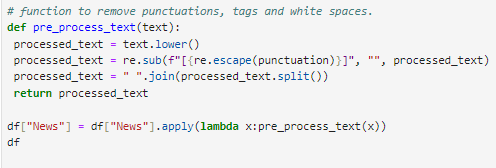 # function to remove punctuations, tags and white spaces.
def pre_process_text(text):
 processed_text = text.lower()
 processed_text = re.sub(f"[{re.escape(punctuation)}]", "", processed_text)
 processed_text = " ".join(processed_text.split())
 return processed_text

df["News"] = df["News"].apply(lambda x:pre_process_text(x))
df